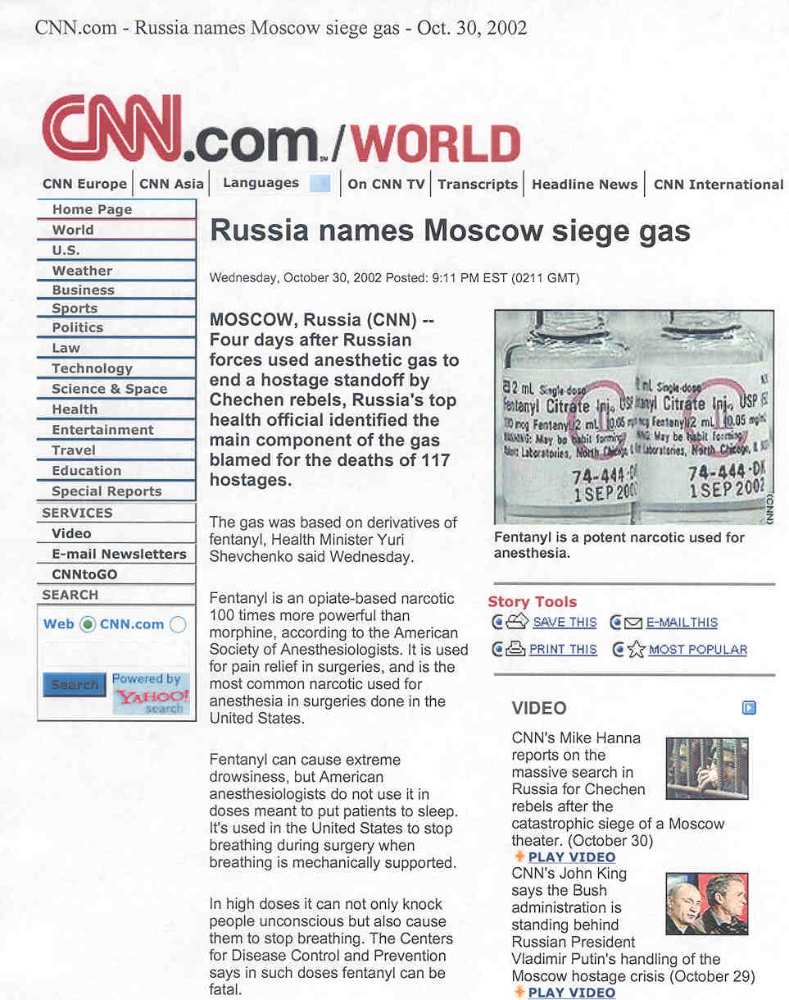 CNN.com - Russia names Moscow siege gas - Oct. 30, 2002
CNN.com/WORLD
CNN Europe
CNN Asia
Languages
On CNN TV
Transcripts
Headline News
CNN International
Home Page
World
U.S.
Weather
Business
Sports
Politics
Law
Technology
Science & Space
Health
Entertainment
Travel
Education
Special Reports
SERVICES
Video
E-mail Newsletters
CNNtoGO
SEARCH
Web CNN.com
Search
Powered by
YAHOO!
search
Russia names Moscow siege gas
Wednesday, October 30, 2002 Posted: 9:11 PM EST (0211 GMT)
MOSCOW, Russia (CNN) --
Four days after Russian
forces used anesthetic gas to
end a hostage standoff by
Chechen rebels, Russia's top
health official identified the
main component of the gas
blamed for the deaths of 117
hostages.
The gas was based on derivatives of
fentanyl, Health Minister Yuri
Shevchenko said Wednesday.
Fentanyl is an opiate-based narcotic
100 times more powerful than
morphine, according to the American
Society of Anesthesiologists. It is used
for pain relief in surgeries, and is the
most common narcotic used for
anesthesia in surgeries done in the
United States.
Fentanyl can cause extreme
drowsiness, but American
anesthesiologists do not use it in
doses meant to put patients to sleep.
It's used in the United States to stop
breathing during surgery when
breathing is mechanically supported.
In high doses it can not only knock
people unconscious but also cause
them to stop breathing. The Centers
for Disease Control and Prevention
says in such doses fentanyl can be
fatal.
2 mL Single-dose
Fentanyl Citrate Inj., USP
Fentanyl/2 mL
WARNING: May be habit forming
Laboratories, North Chicago,
74-444-
1 SEP 200
mL Single-dose
Citrate Inj., USP
Fentanyl/2 mL 0.05 mg/mL
May be habit forming
Laboratories, North Chicago, IL
74-444-DK
1 SEP 2002
(CNN)
Fentanyl is a potent narcotic used for
anesthesia.
Story Tools
SAVE THIS E-MAIL THIS
PRINT THIS MOST POPULAR
VIDEO
CNN's Mike Hanna
reports on the
massive search in
Russia for Chechen
rebels after the
catastrophic siege of a Moscow
theater. (October 30)
PLAY VIDEO
CNN's John King
says the Bush
administration is
standing behind
Russian President
Vladimir Putin's handling of the
Moscow hostage crisis (October 29)
PLAY VIDEO